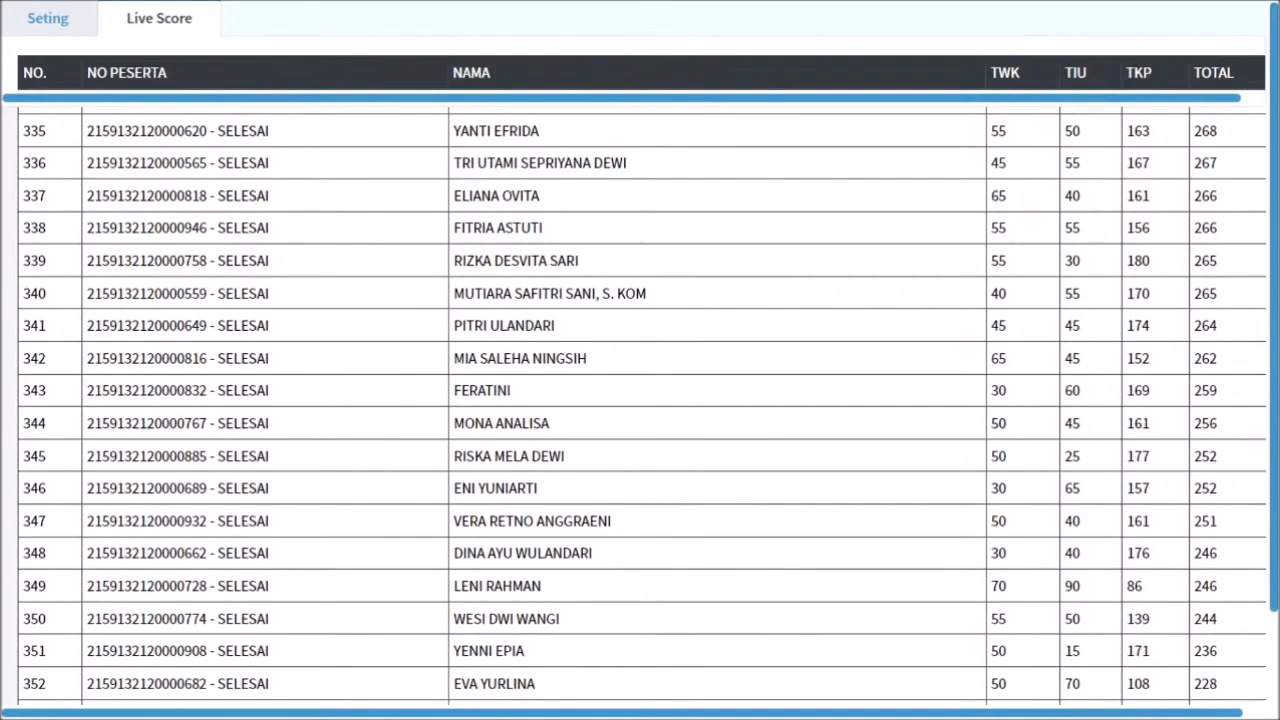 Seting Live Score
NO. NO PESERTA NAMA TWK TIU TKP TOTAL
335 2159132120000620 - SELESAI YANTI EFRIDA 55 50 163 268
336 2159132120000565 - SELESAI TRI UTAMI SEPRIYANA DEWI 45 55 167 267
337 2159132120000818 - SELESAI ELIANA OVITA 65 40 161 266
338 2159132120000946 - SELESAI FITRIA ASTUTI 55 55 156 266
339 2159132120000758 - SELESAI RIZKA DESVITA SARI 55 30 180 265
340 2159132120000559 - SELESAI MUTIARA SAFITRI SANI, S. KOM 40 55 170 265
341 2159132120000649 - SELESAI PITRI ULANDARI 45 45 174 264
342 2159132120000816 - SELESAI MIA SALEHA NINGSIH 65 45 152 262
343 2159132120000832 - SELESAI FERATINI 30 60 169 259
344 2159132120000767 - SELESAI MONA ANALISA 50 45 161 256
345 2159132120000885 - SELESAI RISKA MELA DEWI 50 25 177 252
346 2159132120000689 - SELESAI ENI YUNIARTI 30 65 157 252
347 2159132120000932 - SELESAI VERA RETNO ANGGRAENI 50 40 161 251
348 2159132120000662 - SELESAI DINA AYU WULANDARI 30 40 176 246
349 2159132120000728 - SELESAI LENI RAHMAN 70 90 86 246
350 2159132120000774 - SELESAI WESI DWI WANGI 55 50 139 244
351 2159132120000908 - SELESAI YENNI EPIA 50 15 171 236
352 2159132120000682 - SELESAI EVA YURLINA 50 70 108 228